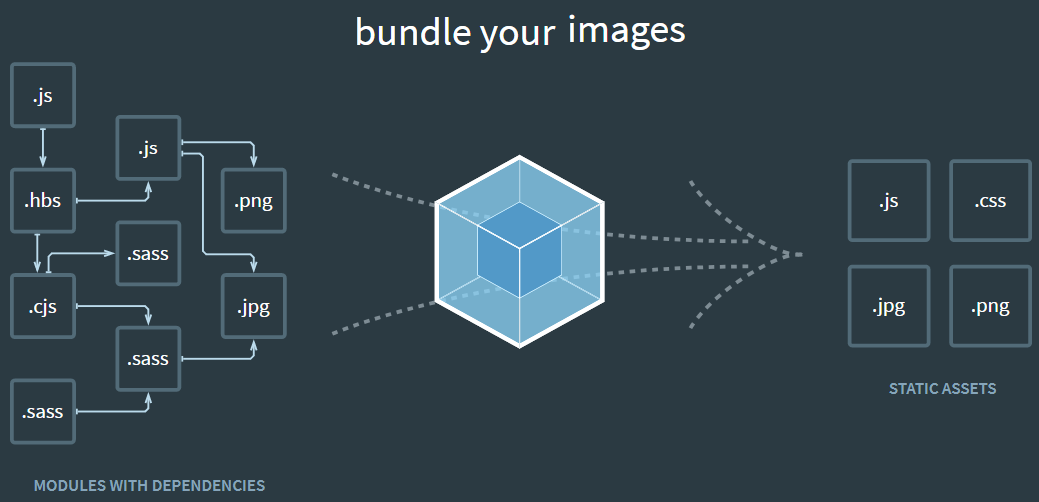 bundle your images
.js
.js
.hbs
.png
.sass
.cjs
.jpg
.sass
.sass
MODULES WITH DEPENDENCIES
.js
.css
.jpg
.png
STATIC ASSETS